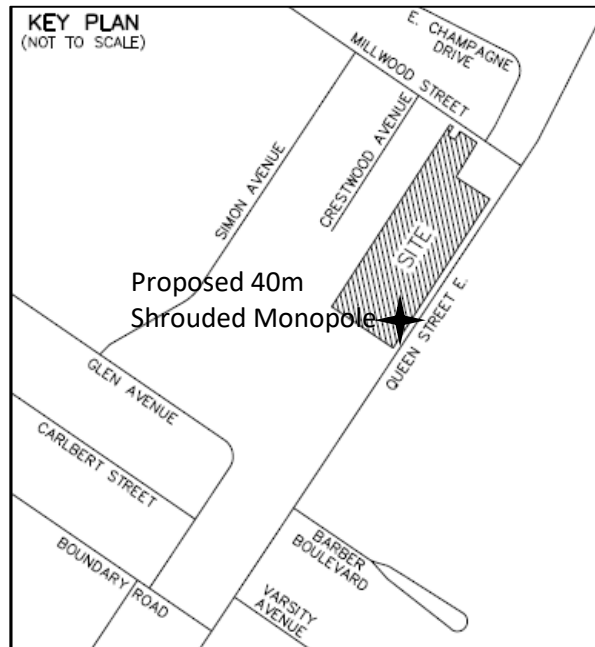 KEY PLAN
(NOT TO SCALE)
E. CHAMPAGNE
DRIVE
MILLWOOD STREET
CRESTWOOD AVENUE
SIMON AVENUE
SITE
Proposed 40m
Shrouded Monopole
QUEEN STREET E.
GLEN AVENUE
CARLBERT STREET
BOUNDARY ROAD
BARBER
BOULEVARD
VARSITY
AVENUE